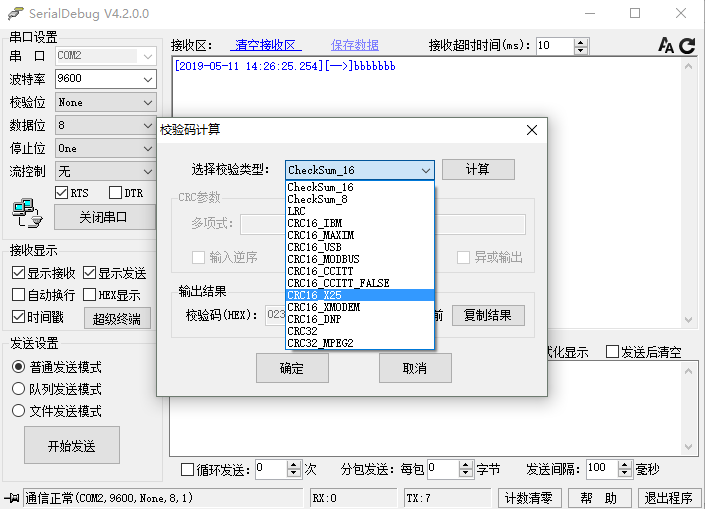 SerialDebug V4.2.0.0
串口设置
串 口 COM2
波特率 9600
校验位 None
数据位 8
停止位 One
流控制 无
RTS DTR
关闭串口
接收显示
显示接收 显示发送
自动换行 HEX显示
时间戳 超级终端
发送设置
普通发送模式
队列发送模式
文件发送模式
开始发送
接收区: 清空接收区 保存数据 接收超时时间(ms): 10
[2019-05-11 14:26:25.254][-->]bbbbbbb
校验码计算
选择校验类型: CheckSum_16 计算
CheckSum_16
CheckSum_8
LRC
CRC16_IBM
CRC16_MAXIM
CRC16_USB
CRC16_MODBUS
CRC16_CCITT
CRC16_CCITT_FALSE
CRC16_X25
CRC16_XMODEM
CRC16_DNP
CRC32
CRC32_MPEG2
CRC参数
多项式:
输入逆序 异或输出
输出结果
校验码(HEX): 023 前 复制结果
确定 取消
化显示 发送后清空
循环发送: 0 次 分包发送: 每包 0 字节 发送间隔: 100 毫秒
通信正常(COM2,9600,None,8,1) RX:0 TX:7 计数清零 帮 助 退出程序